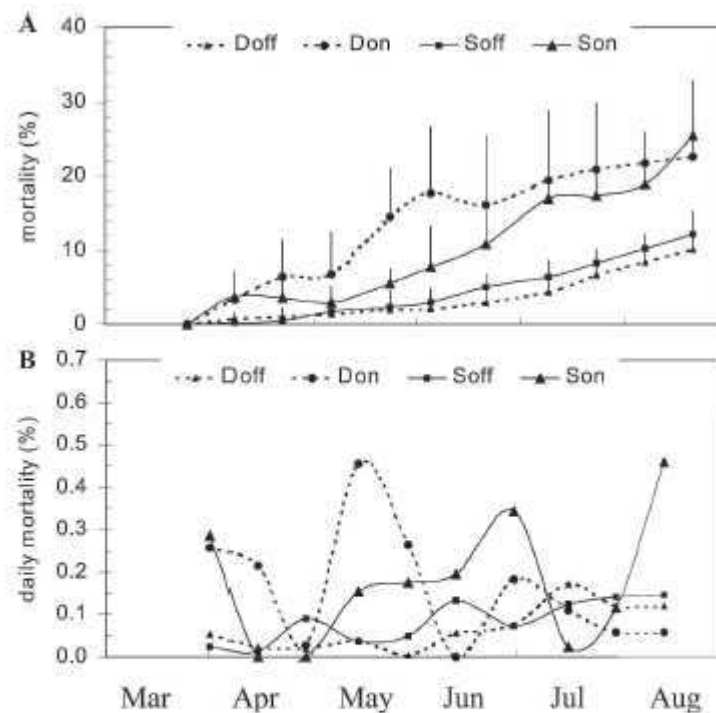 A
40
Doff Don Soff Son
30
mortality (%)
20
10
0
B
0.7
Doff Don Soff Son
0.6
0.5
daily mortality (%)
0.4
0.3
0.2
0.1
0.0
Mar Apr May Jun Jul Aug